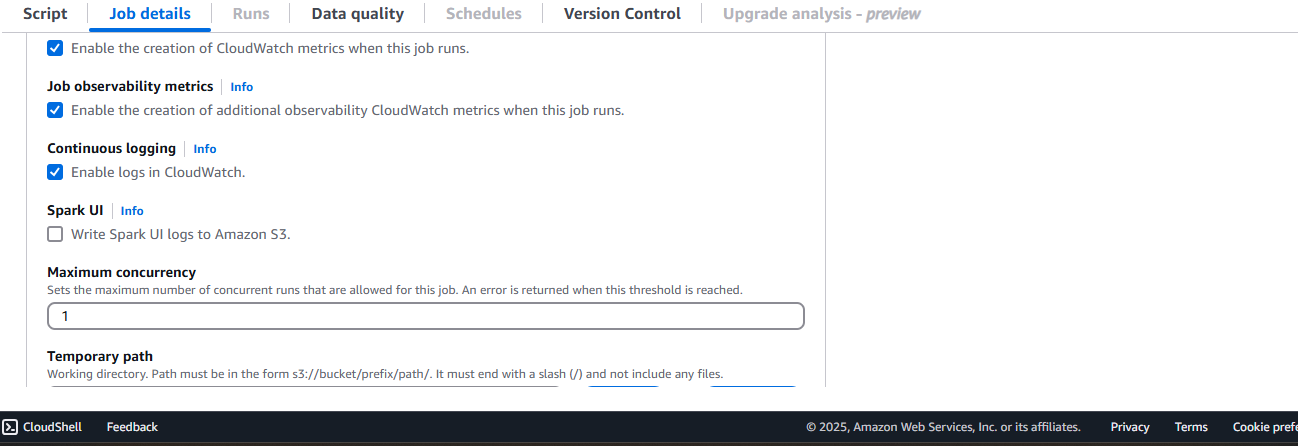 Script Job details Runs Data quality Schedules Version Control Upgrade analysis - preview
Enable the creation of CloudWatch metrics when this job runs.
Job observability metrics Info
Enable the creation of additional observability CloudWatch metrics when this job runs.
Continuous logging Info
Enable logs in CloudWatch.
Spark UI Info
Write Spark UI logs to Amazon S3.
Maximum concurrency
Sets the maximum number of concurrent runs that are allowed for this job. An error is returned when this threshold is reached.
1
Temporary path
Working directory. Path must be in the form s3://bucket/prefix/path/. It must end with a slash (/) and not include any files.
CloudShell Feedback © 2025, Amazon Web Services, Inc. or its affiliates. Privacy Terms Cookie prefe